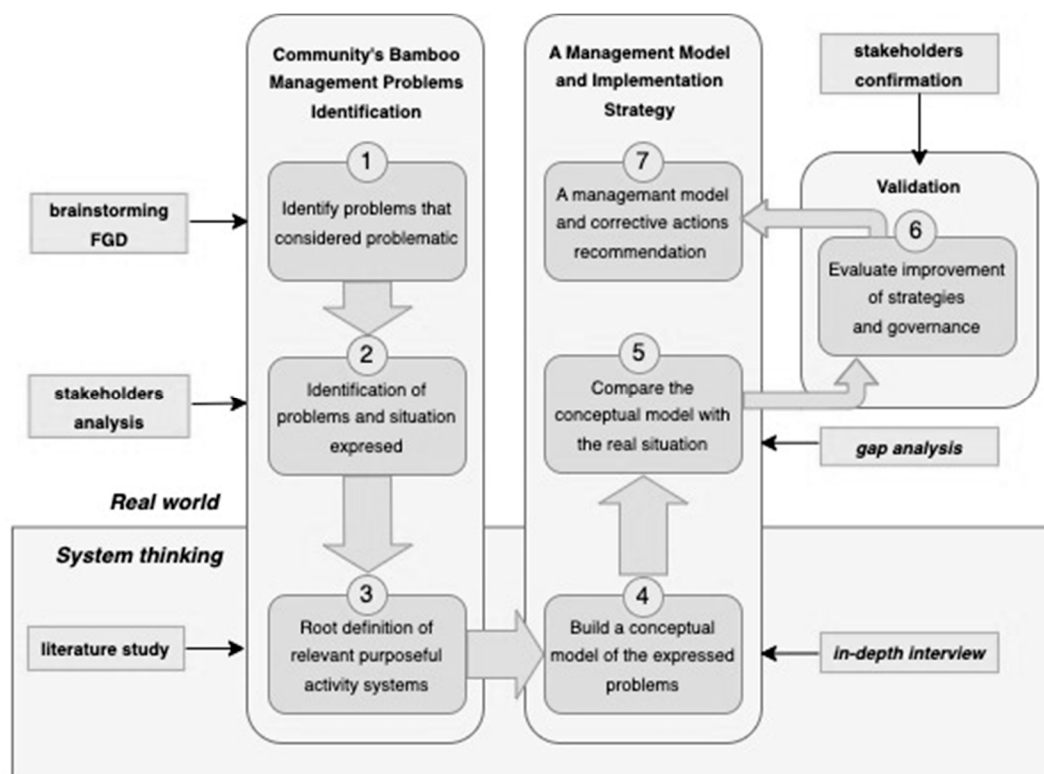 Community's Bamboo
Management Problems
Identification
1
Identify problems that
considered problematic
brainstorming
FGD
2
Identification of
problems and situation
expresed
stakeholders
analysis
Real world
System thinking
3
Root definition of
relevant purposeful
activity systems
literature study
A Management Model
and Implementation
Strategy
7
A managemant model
and corrective actions
recommendation
5
Compare the
conceptual model with
the real situation
4
Build a conceptual
model of the expressed
problems
stakeholders
confirmation
Validation
6
Evaluate improvement
of strategies
and governance
gap analysis
in-depth interview